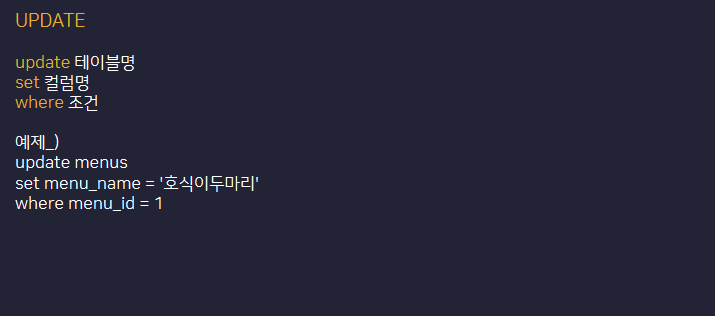 UPDATE
update 테이블명
set 컬럼명
where 조건
예제_)
update menus
set menu_name = '호식이두마리'
where menu_id = 1